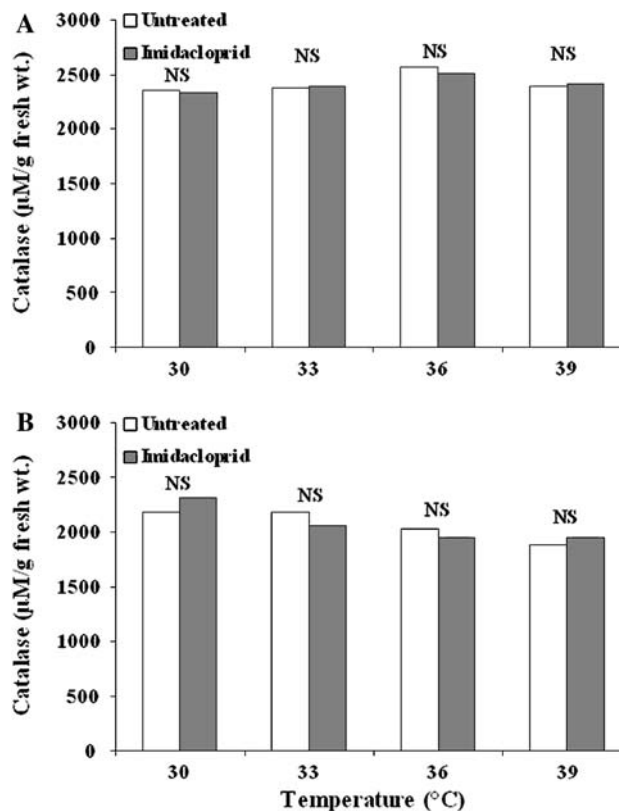 A
3000
Untreated
Imidacloprid
2500
2000
1500
1000
500
0
Catalase (µM/g fresh wt.)
NS NS NS NS
30 33 36 39
B
3000
Untreated
Imidacloprid
2500
2000
1500
1000
500
0
Catalase (µM/g fresh wt.)
NS NS NS NS
30 33 36 39
Temperature (°C)